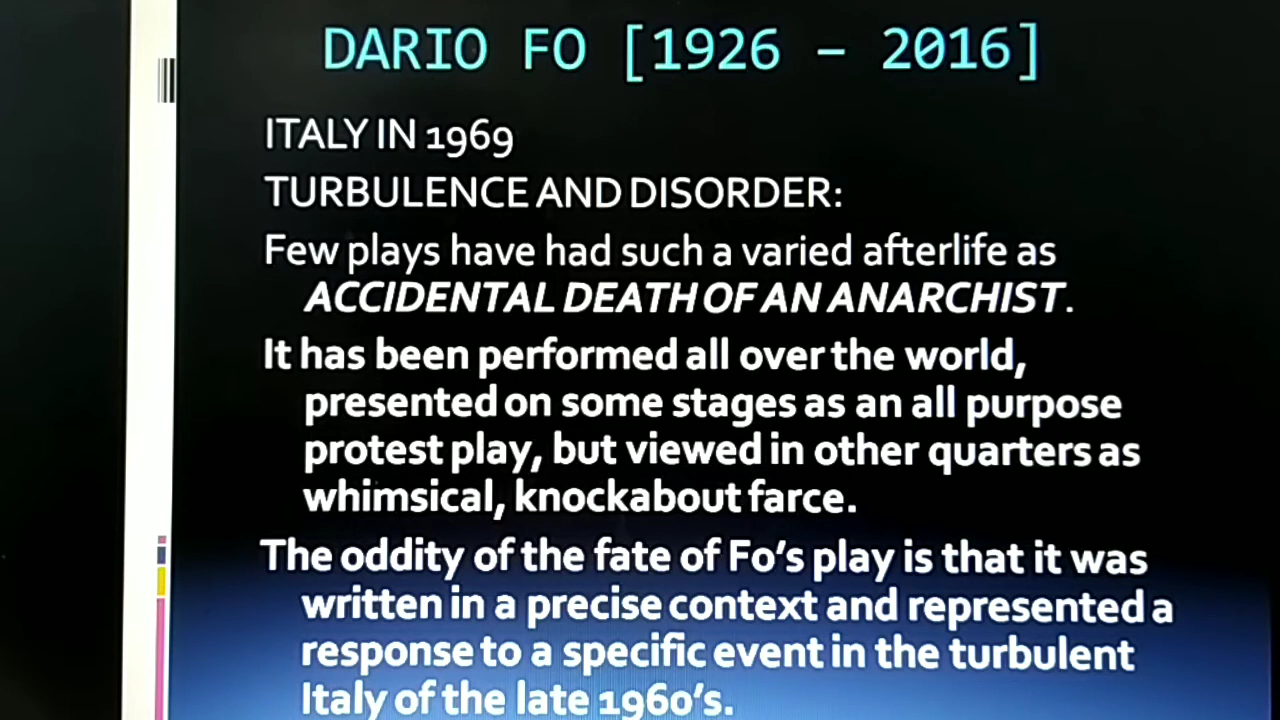 DARIO FO [1926 – 2016]
ITALY IN 1969
TURBULENCE AND DISORDER:
Few plays have had such a varied afterlife as
ACCIDENTAL DEATH OF AN ANARCHIST.
It has been performed all over the world,
presented on some stages as an all purpose
protest play, but viewed in other quarters as
whimsical, knockabout farce.
The oddity of the fate of Fo's play is that it was
written in a precise context and represented a
response to a specific event in the turbulent
Italy of the late 1960's.